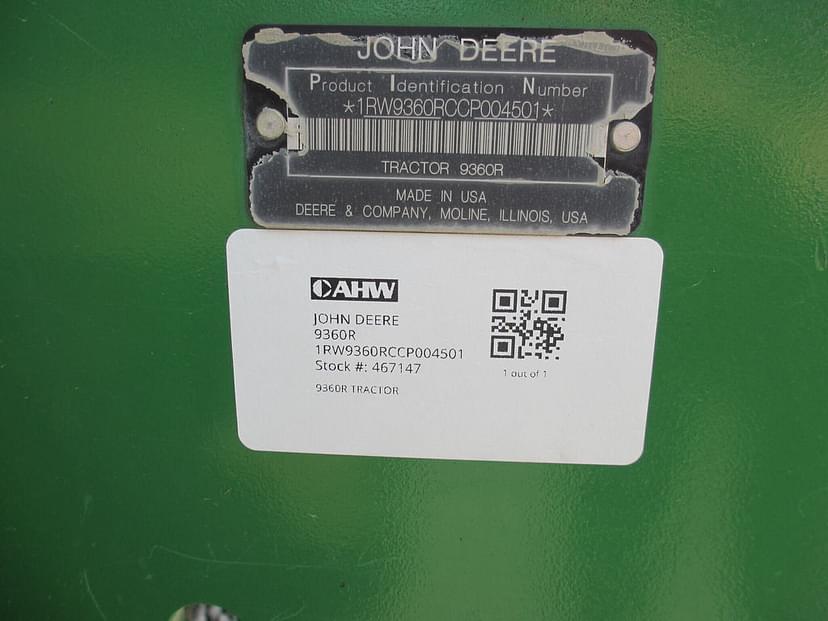 JOHN DEERE
Product Identification Number
*1RW9360RCCP004501*
TRACTOR 9360R
MADE IN USA
DEERE & COMPANY, MOLINE, ILLINOIS, USA
AHW
JOHN DEERE
9360R
1RW9360RCCP004501
Stock #: 467147
9360R TRACTOR
1 out of 1